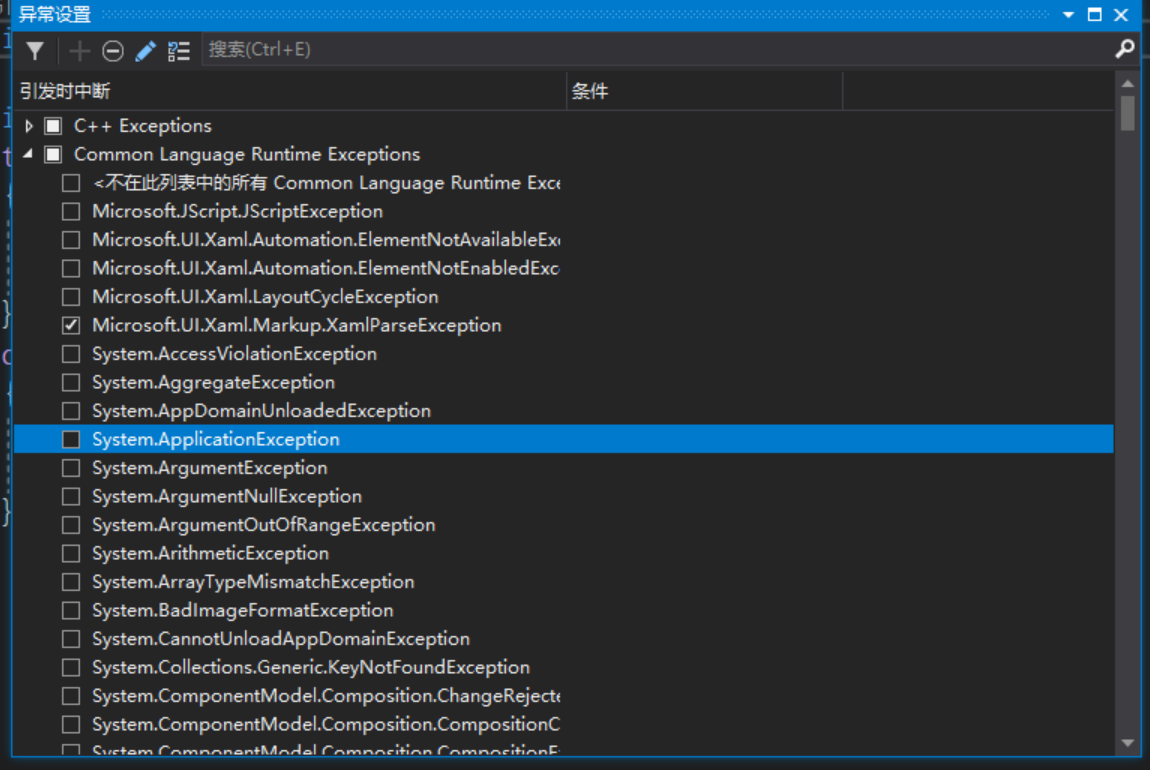 异常设置
搜索(Ctrl+E)
引发时中断 条件
C++ Exceptions
Common Language Runtime Exceptions
<不在此列表中的所有 Common Language Runtime Exce
Microsoft.JScript.JScriptException
Microsoft.UI.Xaml.Automation.ElementNotAvailableEx
Microsoft.UI.Xaml.Automation.ElementNotEnabledExc
Microsoft.UI.Xaml.LayoutCycleException
Microsoft.UI.Xaml.Markup.XamlParseException
System.AccessViolationException
System.AggregateException
System.AppDomainUnloadedException
System.ApplicationException
System.ArgumentException
System.ArgumentNullException
System.ArgumentOutOfRangeException
System.ArithmeticException
System.ArrayTypeMismatchException
System.BadImageFormatException
System.CannotUnloadAppDomainException
System.Collections.Generic.KeyNotFoundException
System.ComponentModel.Composition.ChangeRejecte
System.ComponentModel.Composition.CompositionC
System.ComponentModel.Composition.CompositionE